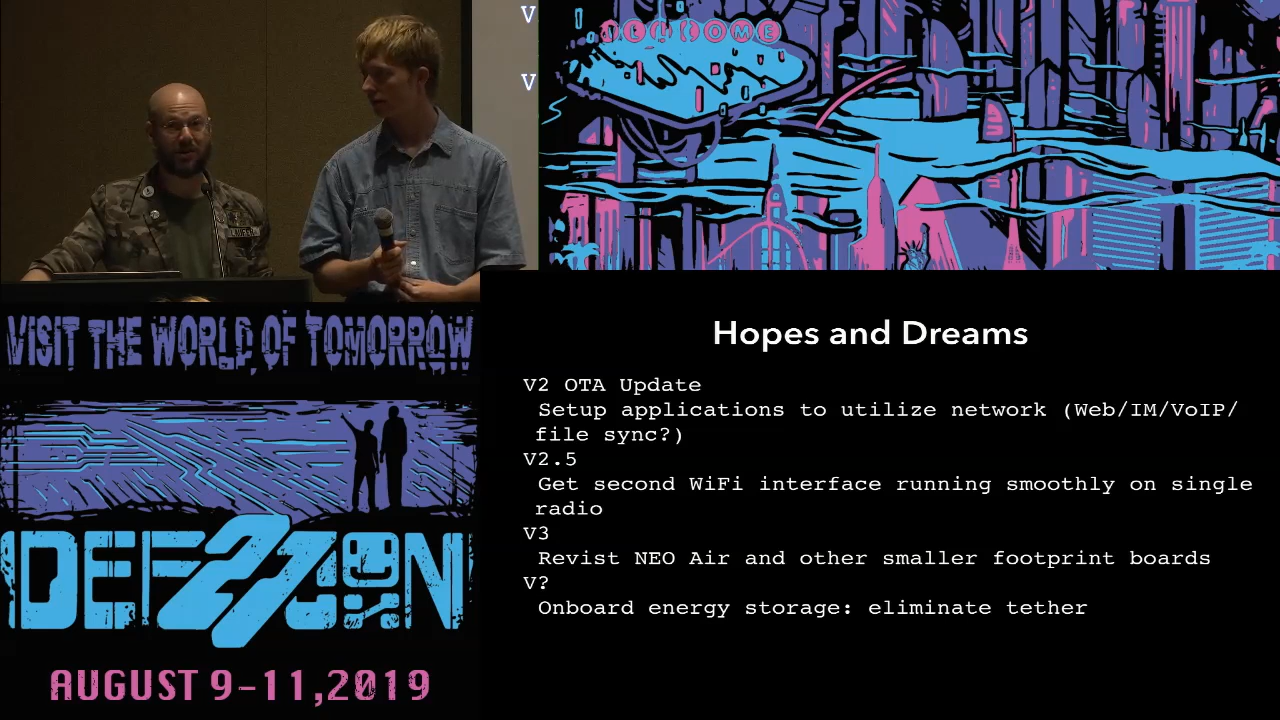 V
V
WELCOME
VISIT THE WORLD OF TOMORROW
DEF CON 27
AUGUST 9-11,2019
Hopes and Dreams
V2 OTA Update
Setup applications to utilize network (Web/IM/VoIP/
file sync?)
V2.5
Get second WiFi interface running smoothly on single
radio
V3
Revist NEO Air and other smaller footprint boards
V?
Onboard energy storage: eliminate tether